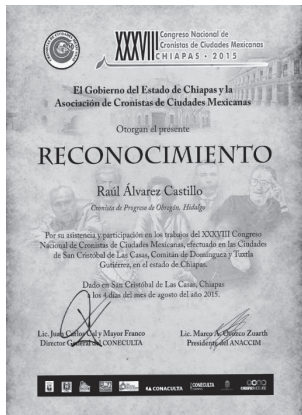 XXXVIII Congreso Nacional de
Cronistas de Ciudades Mexicanas
CHIAPAS • 2015
El Gobierno del Estado de Chiapas y la
Asociación de Cronistas de Ciudades Mexicanas
Otorgan el presente
RECONOCIMIENTO
Raúl Álvarez Castillo
Cronista de Progreso de Obregón, Hidalgo
Por su asistencia y participación en los trabajos del XXXVIII Congreso
Nacional de Cronistas de Ciudades Mexicanas, efectuado en las Ciudades
de San Cristóbal de Las Casas, Comitán de Domínguez y Tuxtla
Gutiérrez, en el estado de Chiapas.
Dado en San Cristóbal de Las Casas, Chiapas
a los 4 días del mes de agosto del año 2015.
Lic. Juan Carlos Cal y Mayor Franco
Director General del CONECULTA
Lic. Marco A. Orozco Zuarth
Presidente del ANACCIM
CONACULTA
CONECULTA